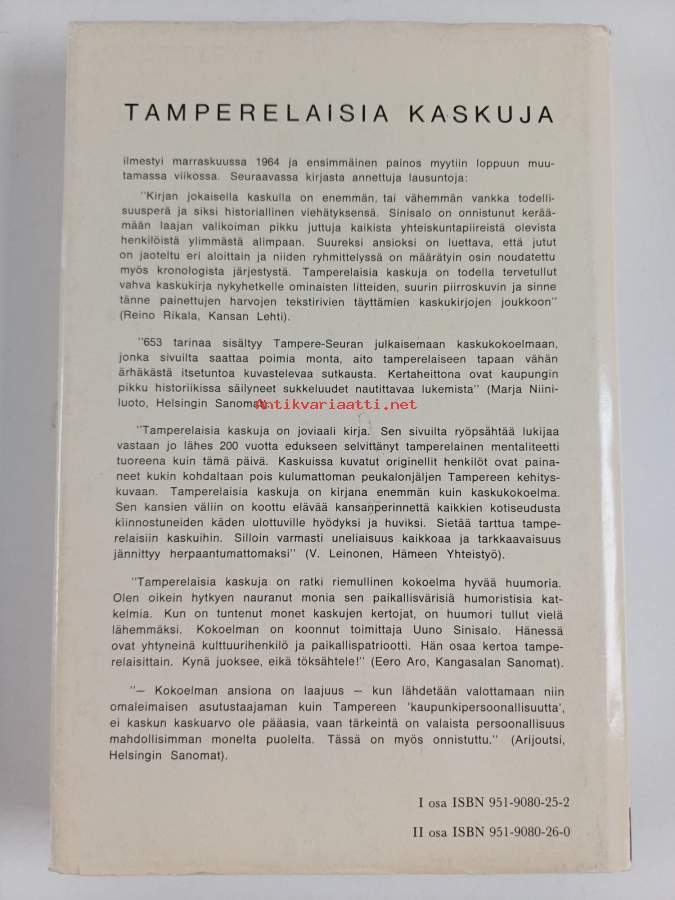 TAMPERELAISIA KASKUJA
ilmestyi marraskuussa 1964 ja ensimmäinen painos myytiin loppuun muu-
tamassa viikossa. Seuraavassa kirjasta annettuja lausuntoja:
"Kirjan jokaisella kaskulla on enemmän, tai vähemmän vankka todelli-
suusperä ja siksi historiallinen viehätyksensä. Sinisalo on onnistunut kerää-
mään laajan valikoiman pikku juttuja kaikista yhteiskuntapiireistä olevista
henkilöistä ylimmästä alimpaan. Suureksi ansioksi on luettava, että jutut
on jaoteltu eri aloittain ja niiden ryhmittelyssä on määrätyin osin noudatettu
myös kronologista järjestystä. Tamperelaisia kaskuja on todella tervetullut
vahva kaskukirja nykyhetkelle ominaisten litteiden, suurin piirroskuvin ja sinne
tänne painettujen harvojen tekstirivien täyttämien kaskukirjojen joukkoon"
(Reino Rikala, Kansan Lehti).
"653 tarinaa sisältyy Tampere-Seuran julkaisemaan kaskukokoelmaan,
jonka sivuilta saattaa poimia monta, aito tamperelaiseen tapaan vähän
ärhäkästä itsetuntoa kuvastelevaa sutkausta. Kertaheittona ovat kaupungin
pikku historiikissa säilyneet sukkeluudet nautittavaa lukemista" (Marja Niini-
luoto, Helsingin Sanomat).
Antikvariaatti.net
"Tamperelaisia kaskuja on joviaali kirja. Sen sivuilta ryöpsähtää lukijaa
vastaan jo lähes 200 vuotta edukseen selvittänyt tamperelainen mentaliteetti
tuoreena kuin tämä päivä. Kaskuissa kuvatut originellit henkilöt ovat paina-
neet kukin kohdaltaan pois kulumattoman peukalonjäljen Tampereen kehitys-
kuvaan. Tamperelaisia kaskuja on kirjana enemmän kuin kaskukokoelma.
Sen kansien väliin on koottu elävää kansanperinnettä kaikkien kotiseudusta
kiinnostuneiden käden ulottuville hyödyksi ja huviksi. Sietää tarttua tampe-
relaisiin kaskuihin. Silloin varmasti uneliaisuus kaikkoaa ja tarkkaavaisuus
jännittyy herpaantumattomaksi" (V. Leinonen, Hämeen Yhteistyö).
"Tamperelaisia kaskuja on ratki riemullinen kokoelma hyvää huumoria.
Olen oikein hytkyen nauranut monia sen paikallisvärisiä humoristisia kat-
kelmia. Kun on tuntenut monet kaskujen kertojat, on huumori tullut vielä
lähemmäksi. Kokoelman on koonnut toimittaja Uuno Sinisalo. Hänessä
ovat yhtyneinä kulttuurihenkilö ja paikallispatriootti. Hän osaa kertoa tampe-
relaisittain. Kynä juoksee, eikä töksähtele!" (Eero Aro, Kangasalan Sanomat).
"— Kokoelman ansiona on laajuus — kun lähdetään valottamaan niin
omaleimaisen asutustaajaman kuin Tampereen 'kaupunkipersoonallisuutta',
ei kaskun kaskuarvo ole pääasia, vaan tärkeintä on valaista persoonallisuus
mahdollisimman monelta puolelta. Tässä on myös onnistuttu." (Arijoutsi,
Helsingin Sanomat).
I osa ISBN 951-9080-25-2
II osa ISBN 951-9080-26-0